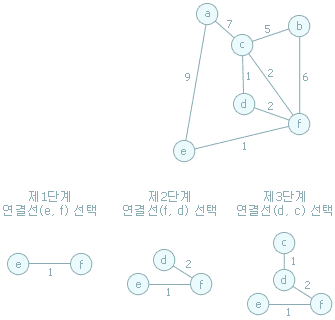 a
b
7
5
c
9
1
2
6
d
2
f
e
1
제1단계
연결선(e, f) 선택
제2단계
연결선(f, d) 선택
제3단계
연결선(d, c) 선택
e
1
f
d
2
e
1
f
c
1
d
2
e
1
f